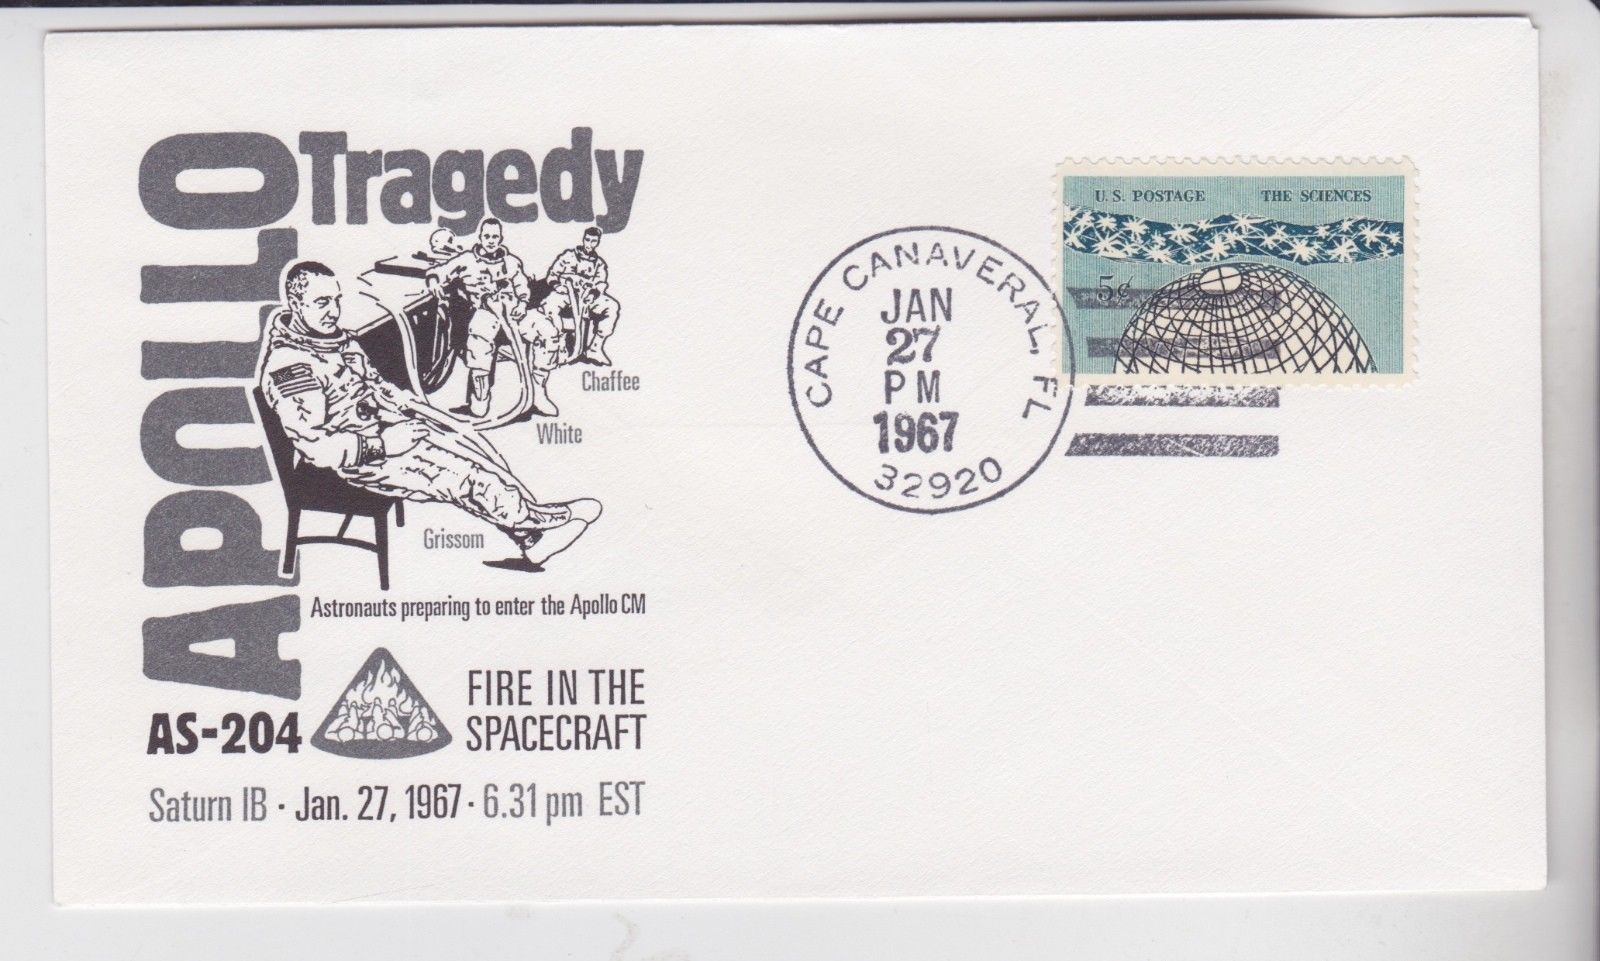 APOLLO
Tragedy
Chaffee
White
Grissom
Astronauts preparing to enter the Apollo CM
AS-204
FIRE IN THE
SPACECRAFT
Saturn IB · Jan. 27, 1967 · 6.31 pm EST
CAPE CANAVERAL, FL
JAN
27
PM
1967
32920
U.S. POSTAGE THE SCIENCES
5¢